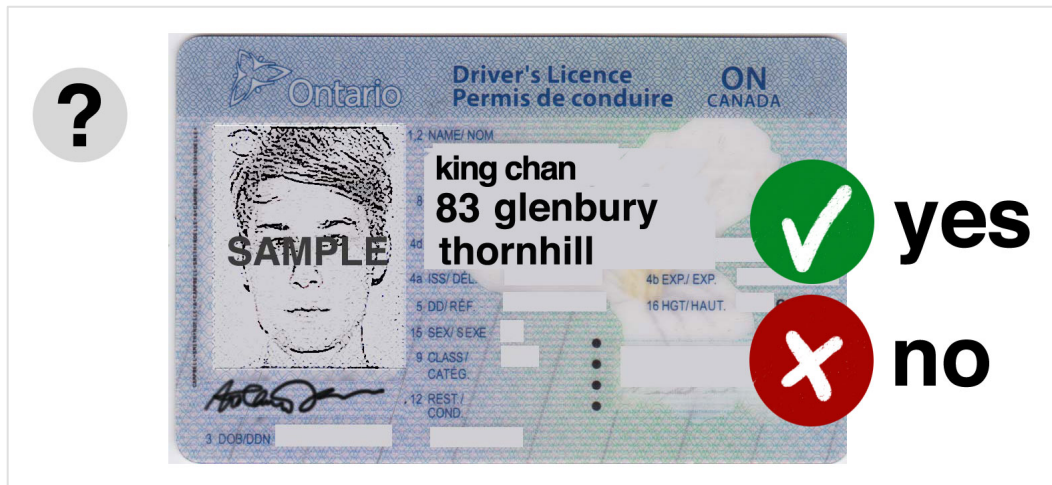 ?
Ontario
Driver's Licence
Permis de conduire
ON
CANADA
1,2 NAME/ NOM
king chan
83 glenbury
thornhill
SAMPLE
8
4d
4a ISS/ DÉL.
4b EXP./ EXP.
5 DD/ RÉF.
16 HGT/HAUT.
15 SEX/ SEXE
9 CLASS/
CATÉG.
12 REST./
COND.
3 DOB/DDN
yes
no